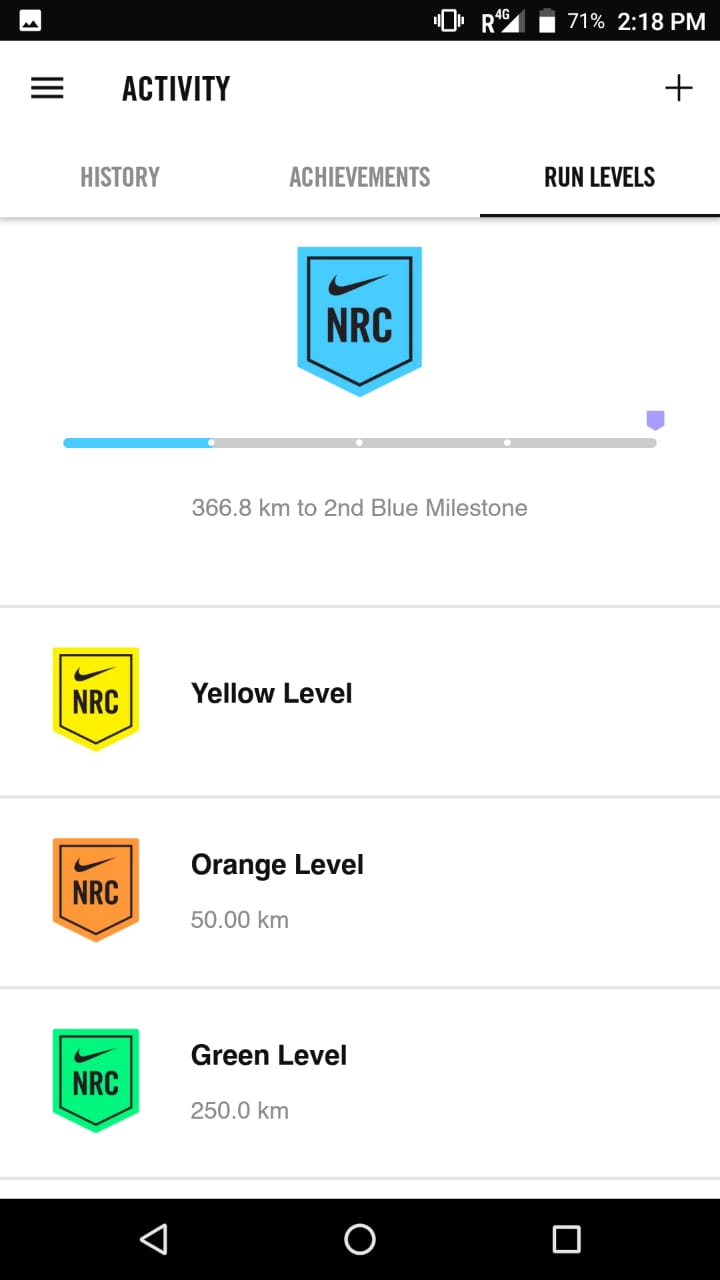 R 4G 71% 2:18 PM
ACTIVITY
HISTORY ACHIEVEMENTS RUN LEVELS
NRC
366.8 km to 2nd Blue Milestone
NRC
Yellow Level
NRC
Orange Level
50.00 km
NRC
Green Level
250.0 km